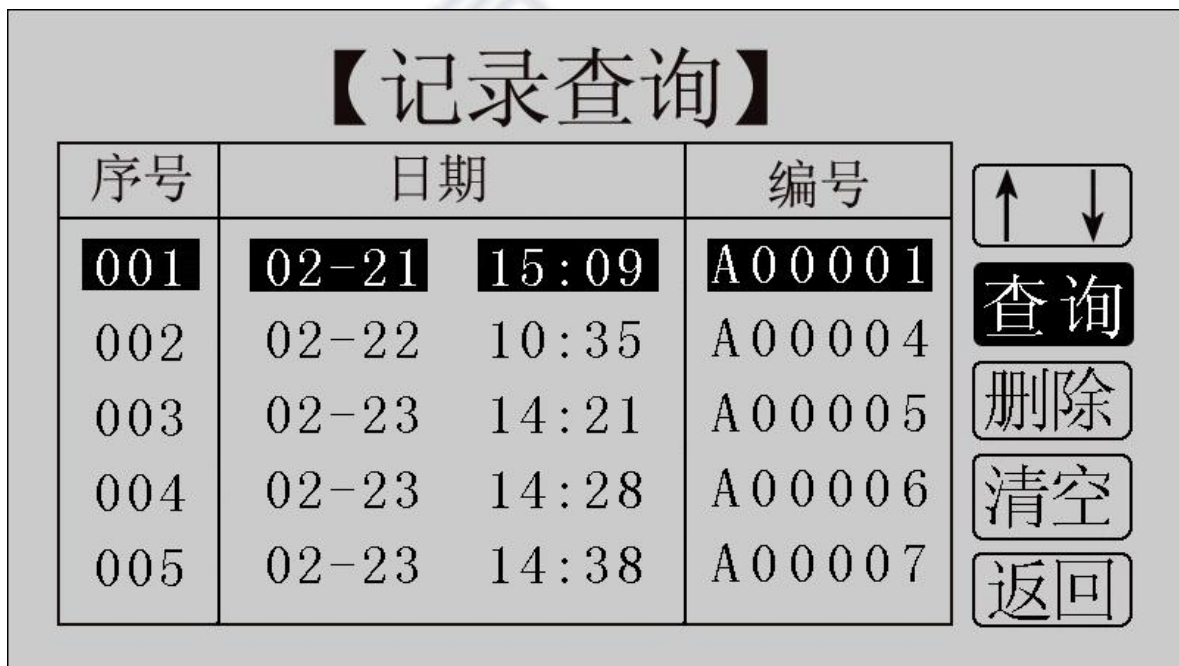 【记录查询】
序号 日期 编号
↑ ↓
001 02-21 15:09 A00001
查询
002 02-22 10:35 A00004
003 02-23 14:21 A00005
删除
004 02-23 14:28 A00006
清空
005 02-23 14:38 A00007
返回